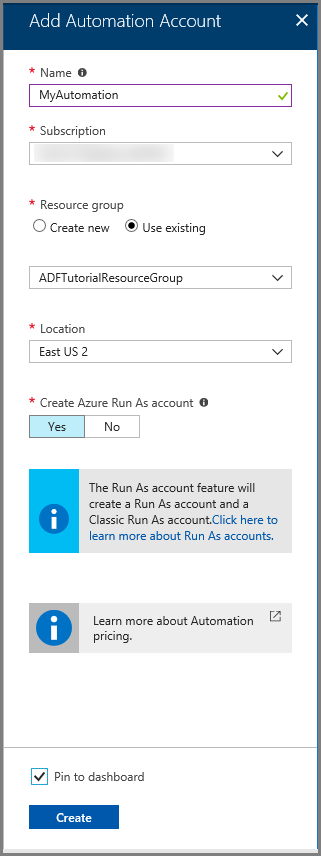 Add Automation Account
* Name
MyAutomation
* Subscription
* Resource group
Create new Use existing
ADFTutorialResourceGroup
* Location
East US 2
* Create Azure Run As account
Yes No
The Run As account feature will
create a Run As account and a
Classic Run As account.Click here to
learn more about Run As accounts.
Learn more about Automation
pricing.
Pin to dashboard
Create